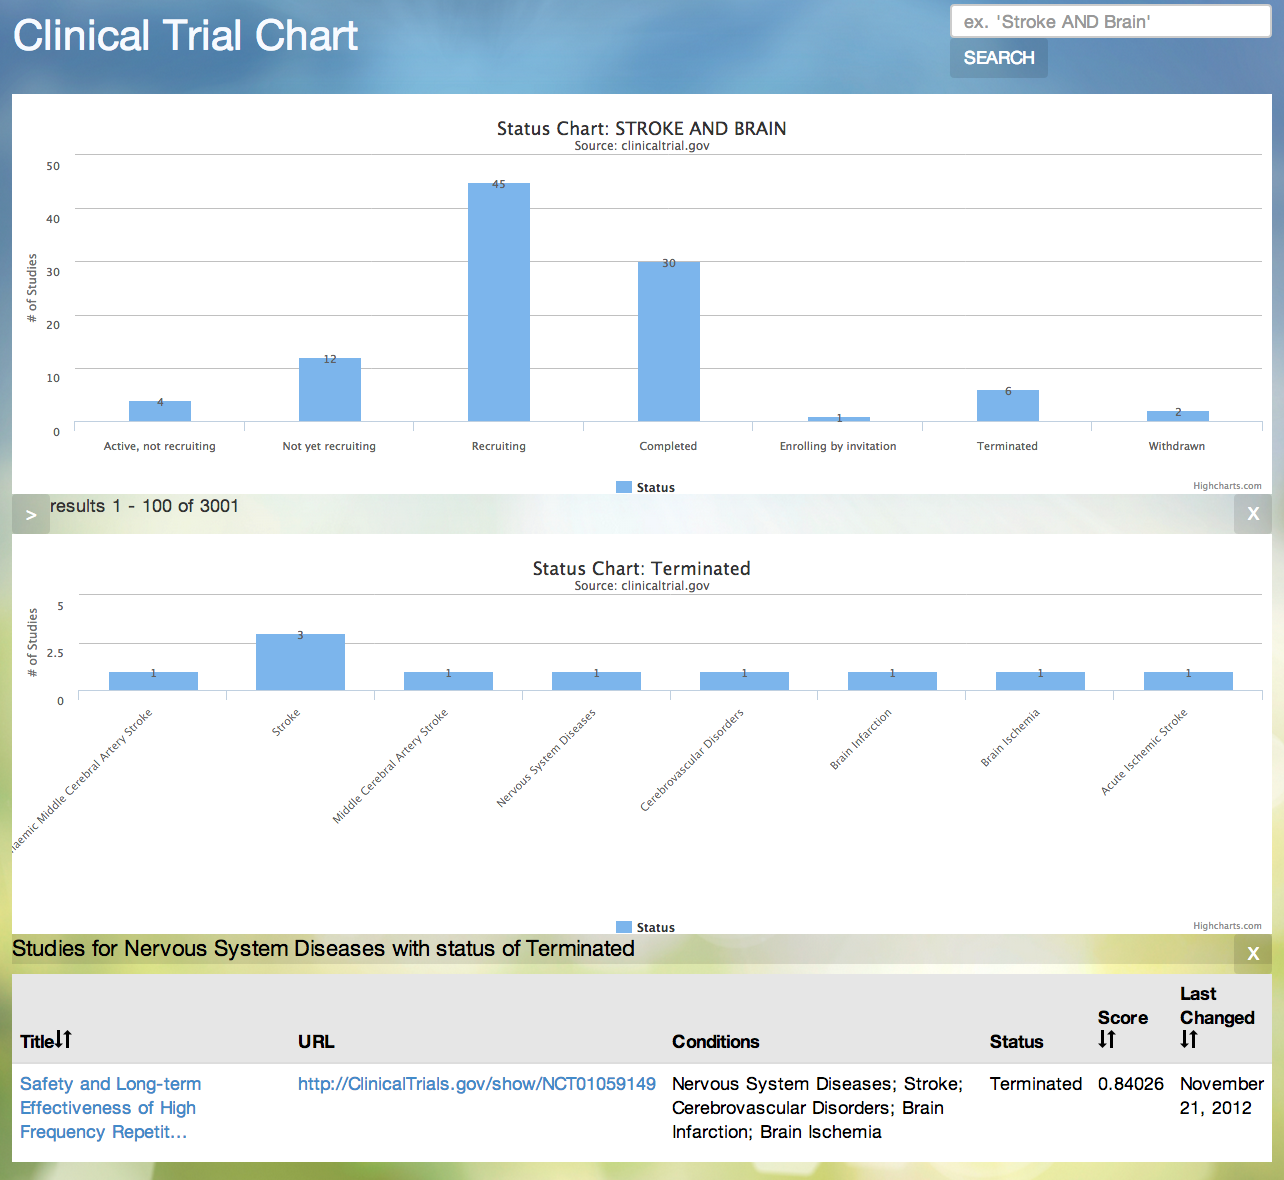 Clinical Trial Chart
ex. 'Stroke AND Brain'
SEARCH
Status Chart: STROKE AND BRAIN
Source: clinicaltrial.gov
# of Studies
50
40
30
20
10
0
4
12
45
30
1
6
2
Active, not recruiting
Not yet recruiting
Recruiting
Completed
Enrolling by invitation
Terminated
Withdrawn
Status
Highcharts.com
>
results 1 - 100 of 3001
X
Status Chart: Terminated
Source: clinicaltrial.gov
# of Studies
5
2.5
0
1
3
1
1
1
1
1
1
Middle Cerebral Artery Stroke
Stroke
Middle Cerebral Artery Stroke
Nervous System Diseases
Cerebrovascular Disorders
Brain Infarction
Brain Ischemia
Acute Ischemic Stroke
Status
Highcharts.com
Studies for Nervous System Diseases with status of Terminated
X
Title
URL
Conditions
Status
Score
Last
Changed
Safety and Long-term
Effectiveness of High
Frequency Repetit...
http://ClinicalTrials.gov/show/NCT01059149
Nervous System Diseases; Stroke;
Cerebrovascular Disorders; Brain
Infarction; Brain Ischemia
Terminated
0.84026
November
21, 2012